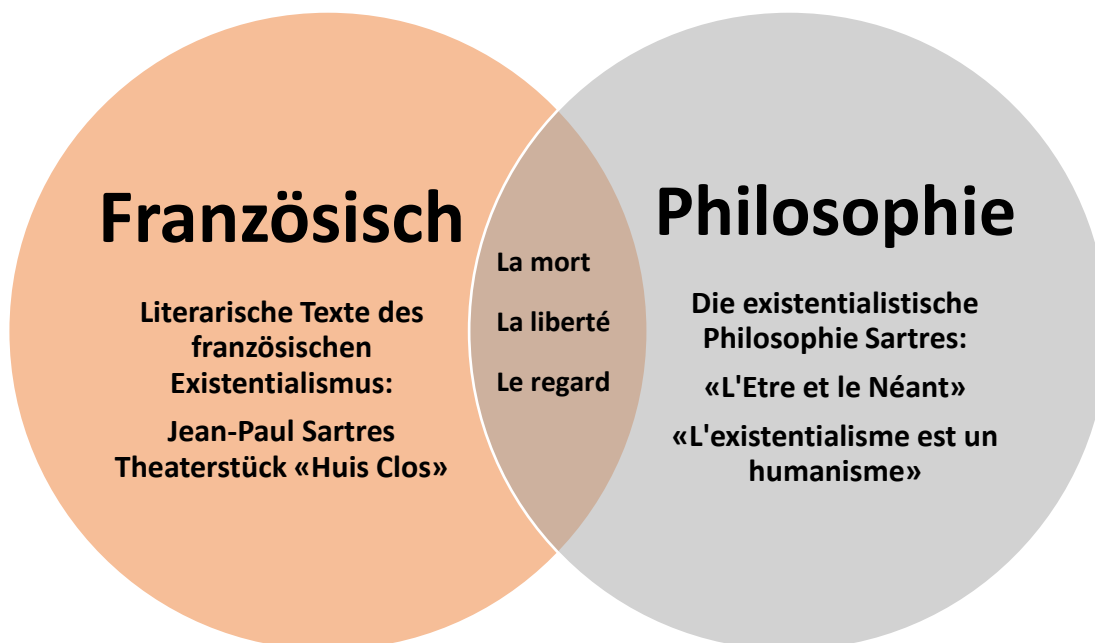 Französisch
Literarische Texte des
französischen
Existentialismus:
Jean-Paul Sartres
Theaterstück «Huis Clos»
La mort
La liberté
Le regard
Philosophie
Die existentialistische
Philosophie Sartres:
«L'Etre et le Néant»
«L'existentialisme est un
humanisme»